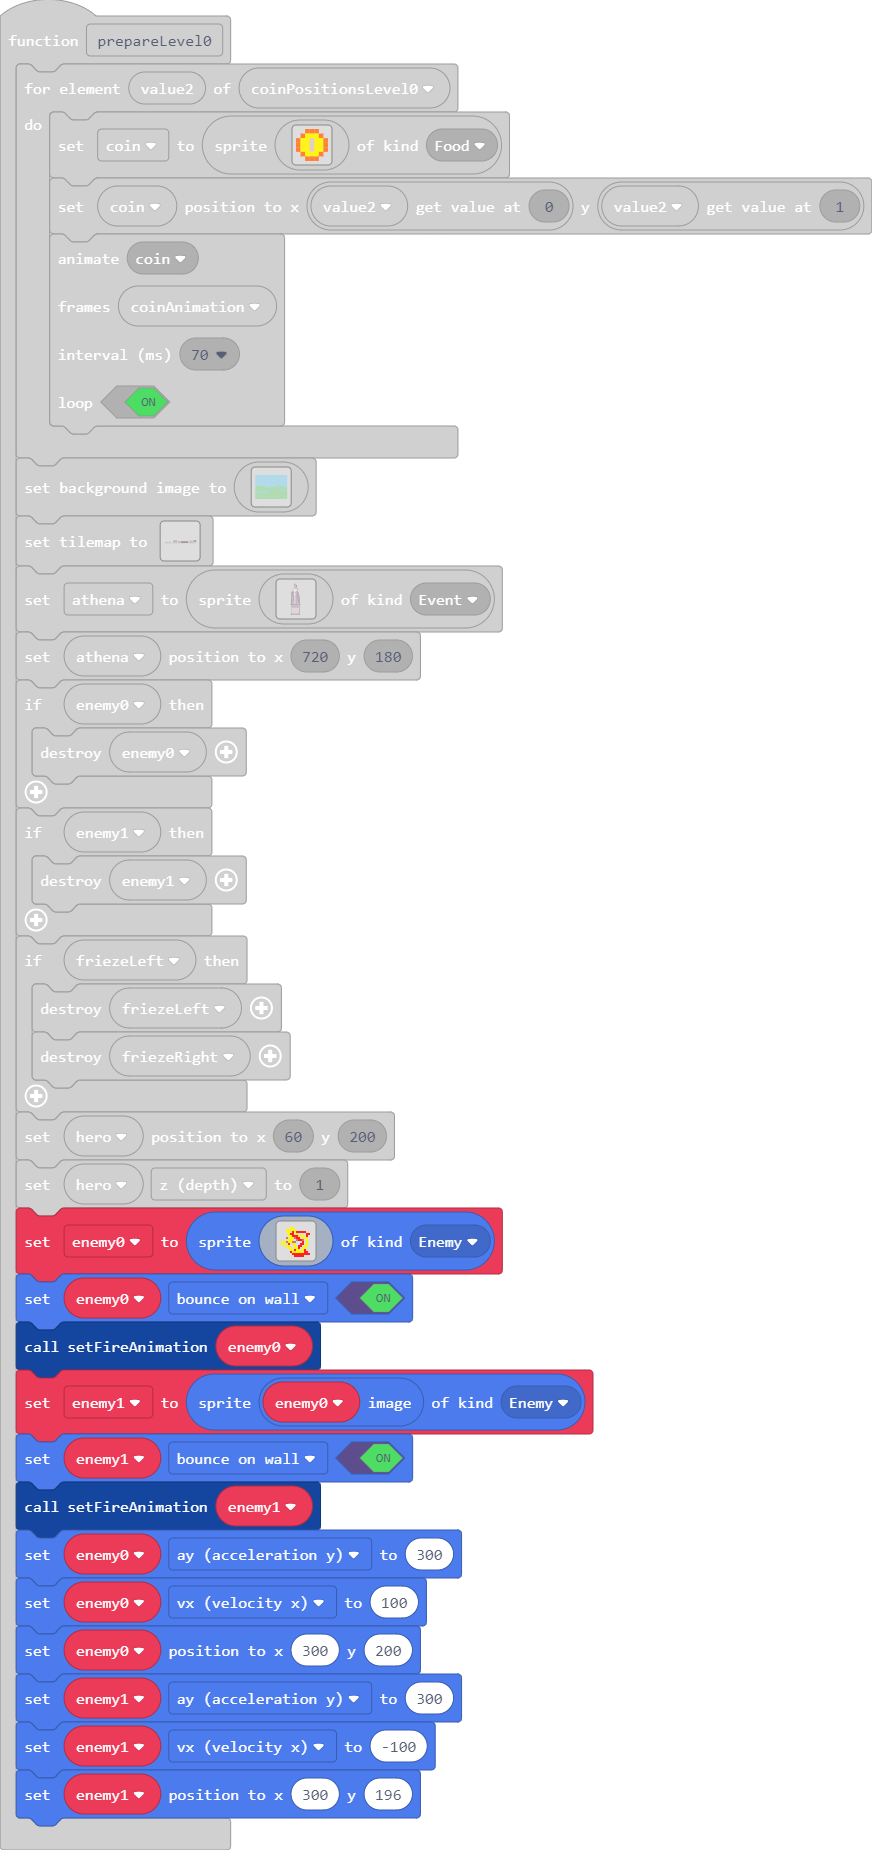 function prepareLevel0
for element value2 of coinPositionsLevel0
do
set coin to sprite of kind Food
set coin position to x value2 get value at 0 y value2 get value at 1
animate coin
frames coinAnimation
interval (ms) 70
loop ON
set background image to
set tilemap to
set athena to sprite of kind Event
set athena position to x 720 y 180
if enemy0 then
destroy enemy0
if enemy1 then
destroy enemy1
if friezeLeft then
destroy friezeLeft
destroy friezeRight
set hero position to x 60 y 200
set hero z (depth) to 1
set enemy0 to sprite of kind Enemy
set enemy0 bounce on wall ON
call setFireAnimation enemy0
set enemy1 to sprite enemy0 image of kind Enemy
set enemy1 bounce on wall ON
call setFireAnimation enemy1
set enemy0 ay (acceleration y) to 300
set enemy0 vx (velocity x) to 100
set enemy0 position to x 300 y 200
set enemy1 ay (acceleration y) to 300
set enemy1 vx (velocity x) to -100
set enemy1 position to x 300 y 196